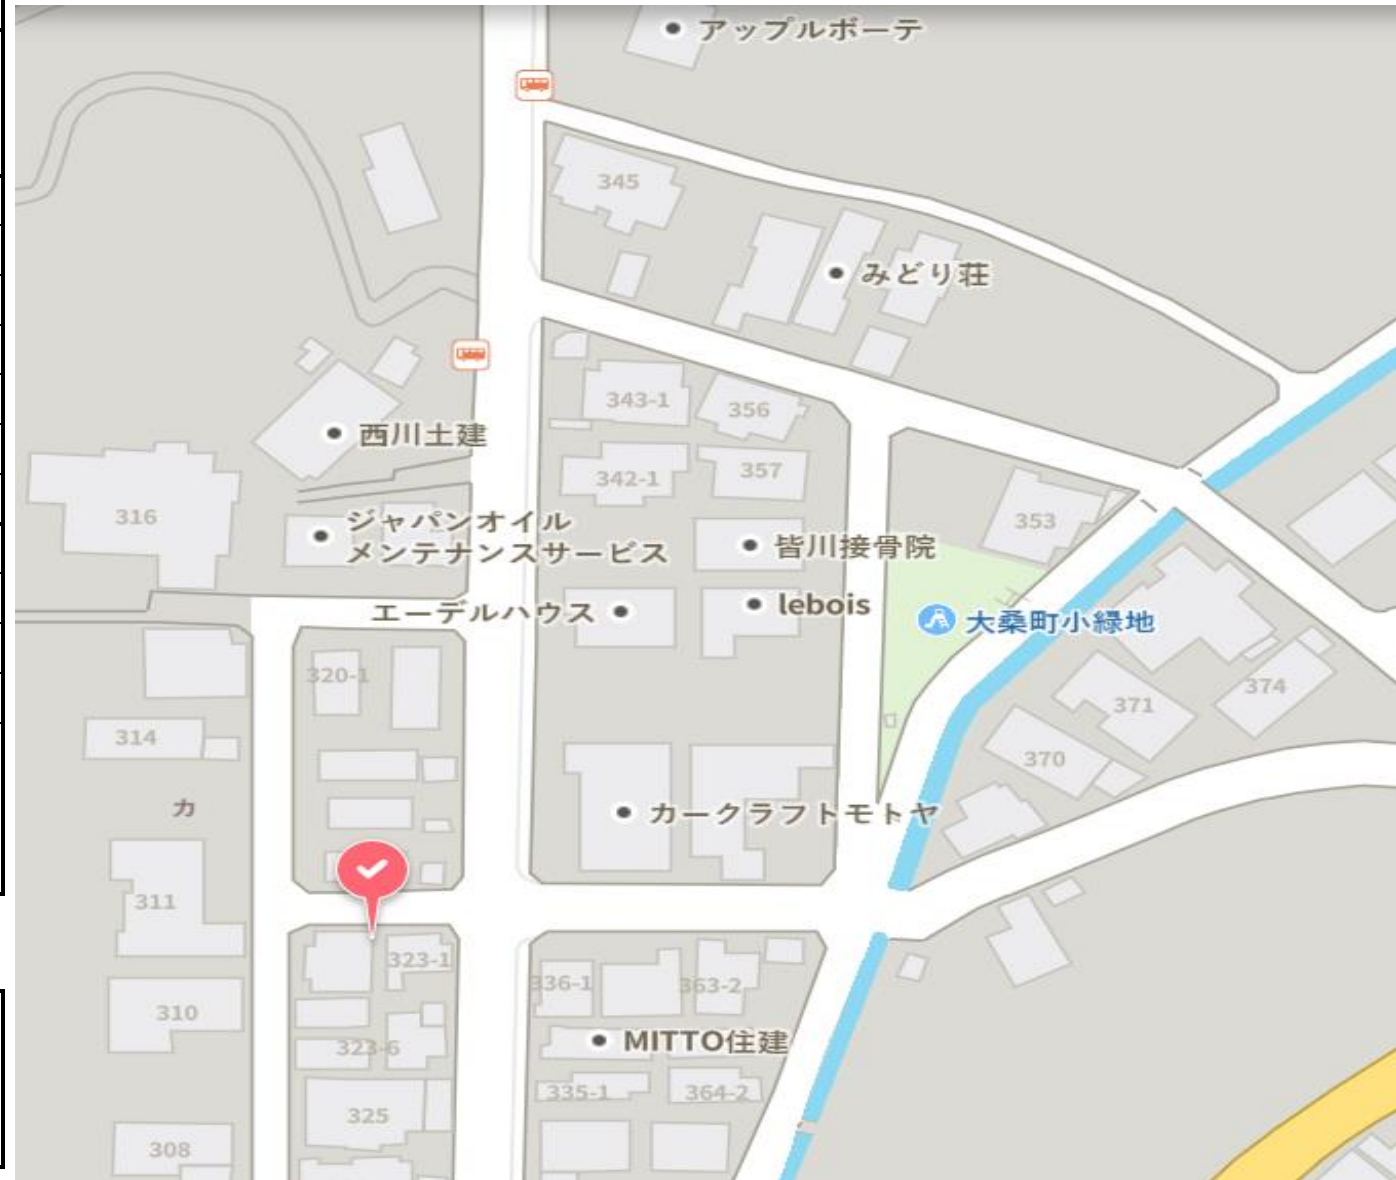 アップルボーテ
345
みどり荘
343-1
356
西川土建
342-1
357
316
ジャパンオイル
メンテナンスサービス
353
皆川接骨院
エーデルハウス
lebois
大桑町小緑地
320-1
374
371
314
370
カ
カークラフトモトヤ
311
323-1
336-1
363-2
310
323-6
MITTO住建
335-1
364-2
325
308